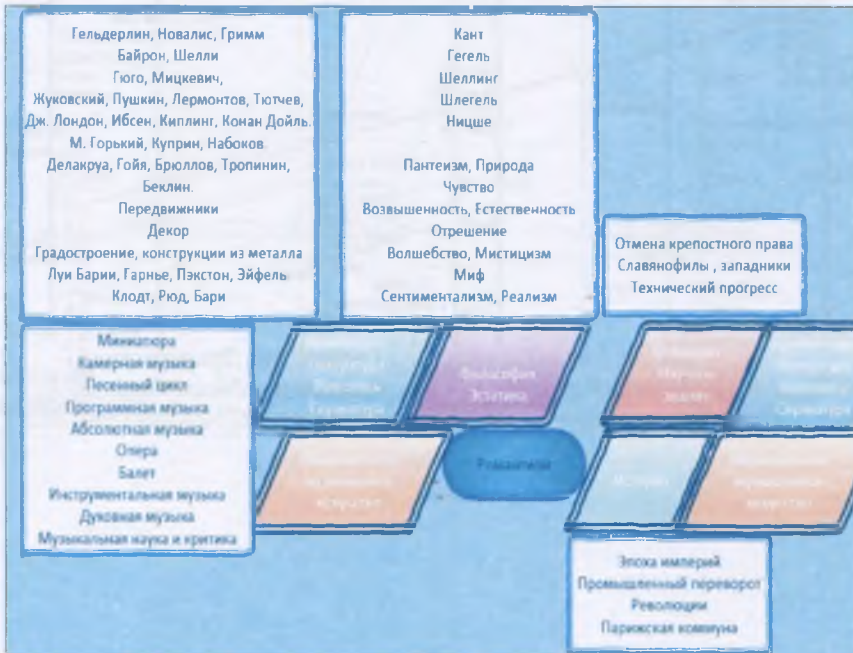 Гельдерлин, Новалис, Гримм
Байрон, Шелли
Гюго, Мицкевич,
Жуковский, Пушкин, Лермонтов, Тютчев,
Дж. Лондон, Ибсен, Киплинг, Конан Дойль.
М. Горький, Куприн, Набоков
Делакруа, Гойя, Брюллов, Тропинин,
Беклин.
Передвижники
Декор
Градостроение, конструкции из металла
Луи Барии, Гарнье, Пэкстон, Эйфель
Клодт, Рюд, Бари
Кант
Гегель
Шеллинг
Шлегель
Ницше
Пантеизм, Природа
Чувство
Возвышенность, Естественность
Отрешение
Волшебство, Мистицизм
Миф
Сентиментализм, Реализм
Отмена крепостного права
Славянофилы , западники
Технический прогресс
Миниатюра
Камерная музыка
Песенный цикл
Программная музыка
Абсолютная музыка
Опера
Балет
Инструментальная музыка
Духовная музыка
Музыкальная наука и критика
Философия
Эстетика
Романтизм
История
Эпоха империй
Промышленный переворот
Революции
Парижская коммуна